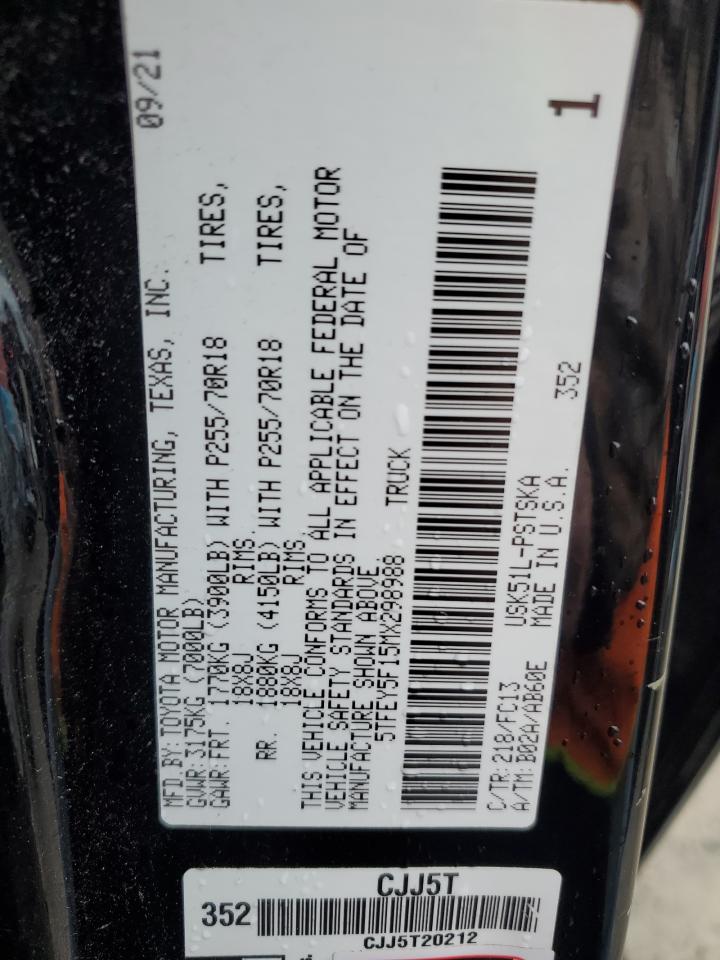 09/21
MFD BY: TOYOTA MOTOR MANUFACTURING, TEXAS, INC.
GVWR: 3175KG (7000LB)
GAWR: FRT. 1770KG (3900LB) WITH P255/70R18 TIRES,
18X8J RIMS.
RR. 1880KG (4150LB) WITH P255/70R18 TIRES,
18X8J RIMS.
THIS VEHICLE CONFORMS TO ALL APPLICABLE FEDERAL MOTOR
VEHICLE SAFETY STANDARDS IN EFFECT ON THE DATE OF
MANUFACTURE SHOWN ABOVE.
5TFEY5F15MX298988 TRUCK
C/TR: 218/FC13 USK51L-PSTSKA
A/TM: B02A/AB60E MADE IN U.S.A. 352
1
CJJ5T
352
CJJ5T20212